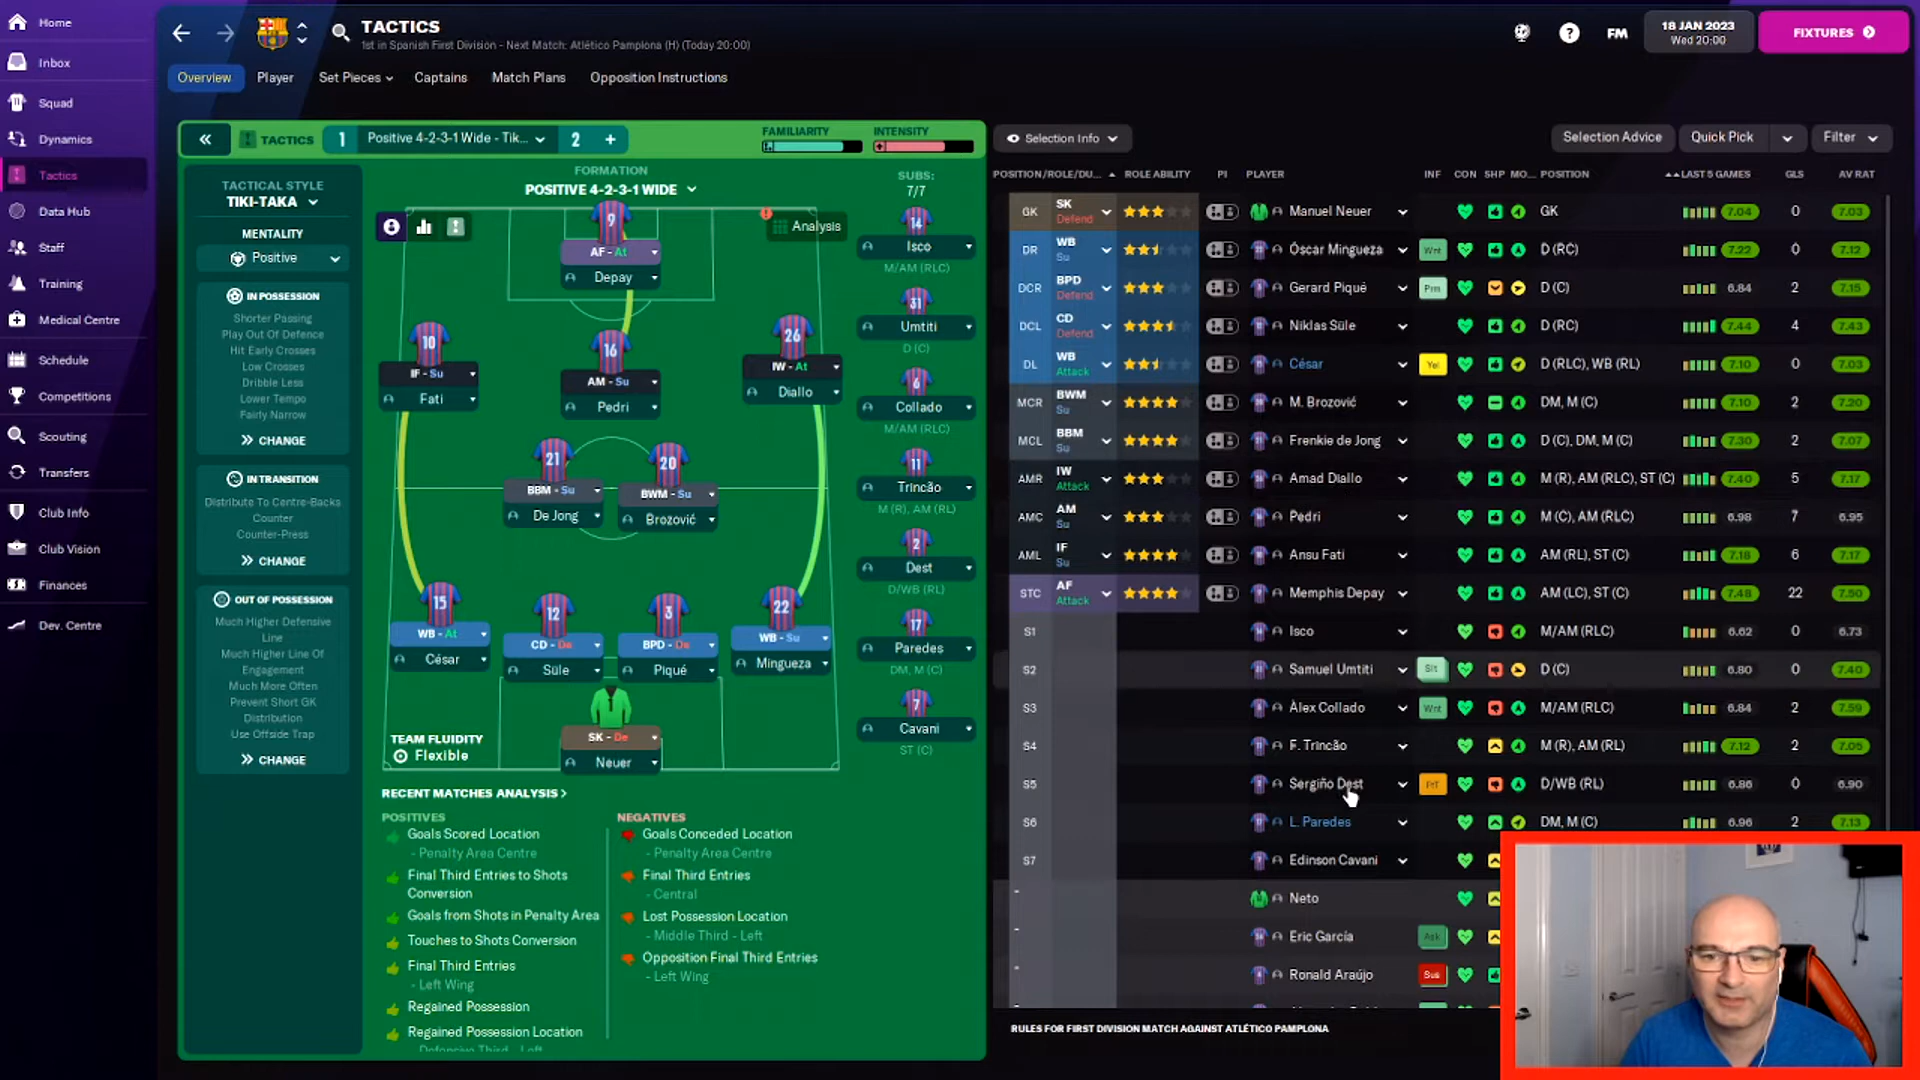 Home
Inbox
Squad
Dynamics
Tactics
Data Hub
Staff
Training
Medical Centre
Schedule
Competitions
Scouting
Transfers
Club Info
Club Vision
Finances
Dev. Centre
TACTICS
1st in Spanish First Division - Next Match: Atlético Pamplona (H) (Today 20:00)
FM
18 JAN 2023
Wed 20:00
FIXTURES
Overview Player Set Pieces Captains Match Plans Opposition Instructions
TACTICS 1 Positive 4-2-3-1 Wide - Tik... 2 +
FAMILIARITY INTENSITY
TACTICAL STYLE
TIKI-TAKA
MENTALITY
Positive
IN POSSESSION
Shorter Passing
Play Out Of Defence
Hit Early Crosses
Low Crosses
Dribble Less
Lower Tempo
Fairly Narrow
CHANGE
IN TRANSITION
Distribute To Centre-Backs
Counter
Counter-Press
CHANGE
OUT OF POSSESSION
Much Higher Defensive
Line
Much Higher Line Of
Engagement
Much More Often
Prevent Short GK
Distribution
Use Offside Trap
CHANGE
FORMATION
POSITIVE 4-2-3-1 WIDE
Analysis
9
AF - At
Depay
10
IF - Su
Fati
16
AM - Su
Pedri
26
IW - At
Diallo
21
BBM - Su
De Jong
20
BWM - Su
Brozović
15
WB - At
César
12
CD - De
Süle
3
BPD - De
Piqué
22
WB - Su
Mingueza
SK - De
Neuer
TEAM FLUIDITY
Flexible
SUBS:
7/7
14
Isco
M/AM (RLC)
31
Umtiti
D (C)
6
Collado
M/AM (RLC)
11
Trincão
M (R), AM (RL)
2
Dest
D/WB (RL)
17
Paredes
DM, M (C)
7
Cavani
ST (C)
RECENT MATCHES ANALYSIS >
POSITIVES
Goals Scored Location
- Penalty Area Centre
Final Third Entries to Shots
Conversion
Goals from Shots in Penalty Area
Touches to Shots Conversion
Final Third Entries
- Left Wing
Regained Possession
Regained Possession Location
- Defensive Third - Left
NEGATIVES
Goals Conceded Location
- Penalty Area Centre
Final Third Entries
- Central
Lost Possession Location
- Middle Third - Left
Opposition Final Third Entries
- Left Wing
Selection Info Selection Advice Quick Pick Filter
POSITION/ROLE/DU... ROLE ABILITY PI PLAYER INF CON SHP MO... POSITION LAST 5 GAMES GLS AV RAT
GK SK Defend Manuel Neuer GK 7.04 0 7.03
DR WB Su Óscar Mingueza Wnt D (RC) 7.22 0 7.12
DCR BPD Defend Gerard Piqué Prm D (C) 6.84 2 7.15
DCL CD Defend Niklas Süle D (RC) 7.44 4 7.43
DL WB Attack César Yel D (RLC), WB (RL) 7.10 0 7.03
MCR BWM Su M. Brozović DM, M (C) 7.10 2 7.20
MCL BBM Su Frenkie de Jong D (C), DM, M (C) 7.30 2 7.07
AMR IW Attack Amad Diallo M (R), AM (RLC), ST (C) 7.40 5 7.17
AMC AM Su Pedri M (C), AM (RLC) 6.98 7 6.95
AML IF Su Ansu Fati AM (RL), ST (C) 7.18 6 7.17
STC AF Attack Memphis Depay AM (LC), ST (C) 7.48 22 7.50
S1 Isco M/AM (RLC) 6.62 0 6.73
S2 Samuel Umtiti Slt D (C) 6.80 0 7.40
S3 Àlex Collado Wnt M/AM (RLC) 6.84 2 7.59
S4 F. Trincão M (R), AM (RL) 7.12 2 7.05
S5 Sergiño Dest D/WB (RL) 6.86 0 6.90
S6 L. Paredes DM, M (C) 6.96 2 7.13
S7 Edinson Cavani
- Neto
- Eric García Ask
- Ronald Araújo Sus
RULES FOR FIRST DIVISION MATCH AGAINST ATLÉTICO PAMPLONA